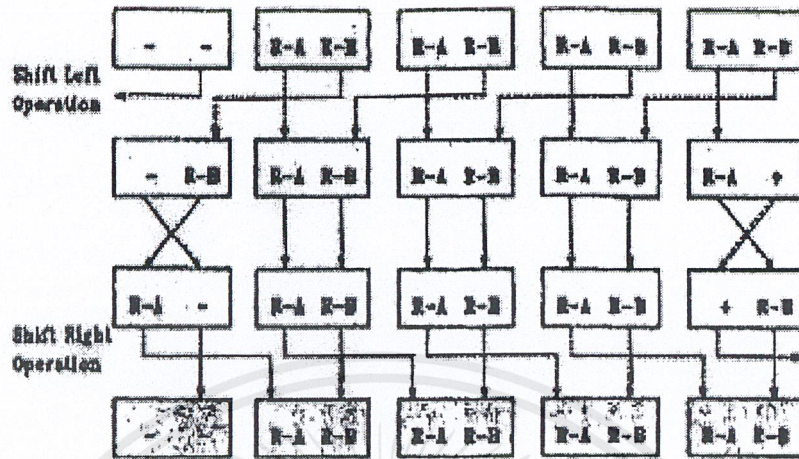 - - R-A R-B R-A R-B R-A R-B R-A R-B
Shift Left
Operation
- R-B R-A R-B R-A R-B R-A R-B R-A +
R-A - R-A R-B R-A R-B R-A R-B + R-B
Shift Right
Operation
- - R-A R-B R-A R-B R-A R-B R-A R-B